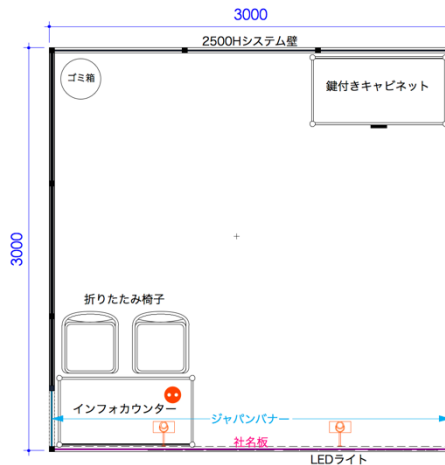 3000
2500Hシステム壁
ゴミ箱
鍵付きキャビネット
3000
折りたたみ椅子
インフォカウンター
ジャパンバナー
社名板
LEDライト